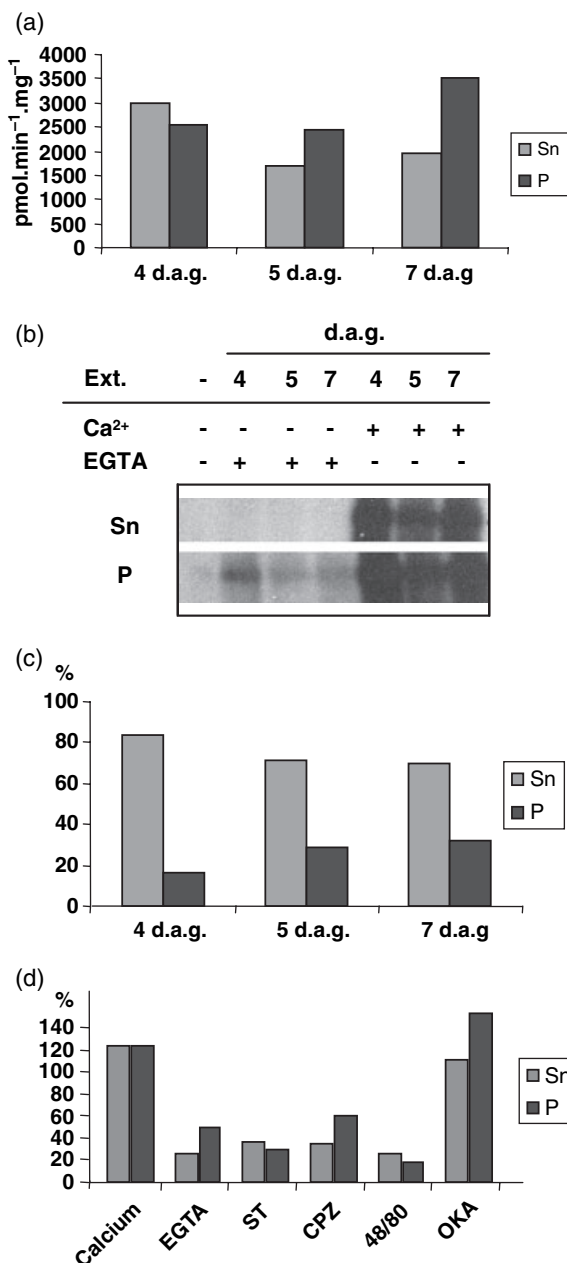 (a)
pmol.min⁻¹.mg⁻¹
4000
3500
3000
2500
2000
1500
1000
500
0
4 d.a.g. 5 d.a.g. 7 d.a.g
Sn
P
(b)
d.a.g.
Ext. - 4 5 7 4 5 7
Ca²⁺ - - - - + + +
EGTA - + + + - - -
Sn
P
(c)
%
100
80
60
40
20
0
4 d.a.g. 5 d.a.g. 7 d.a.g
Sn
P
(d)
%
140
120
100
80
60
40
20
0
Calcium EGTA ST CPZ 48/80 OKA
Sn
P